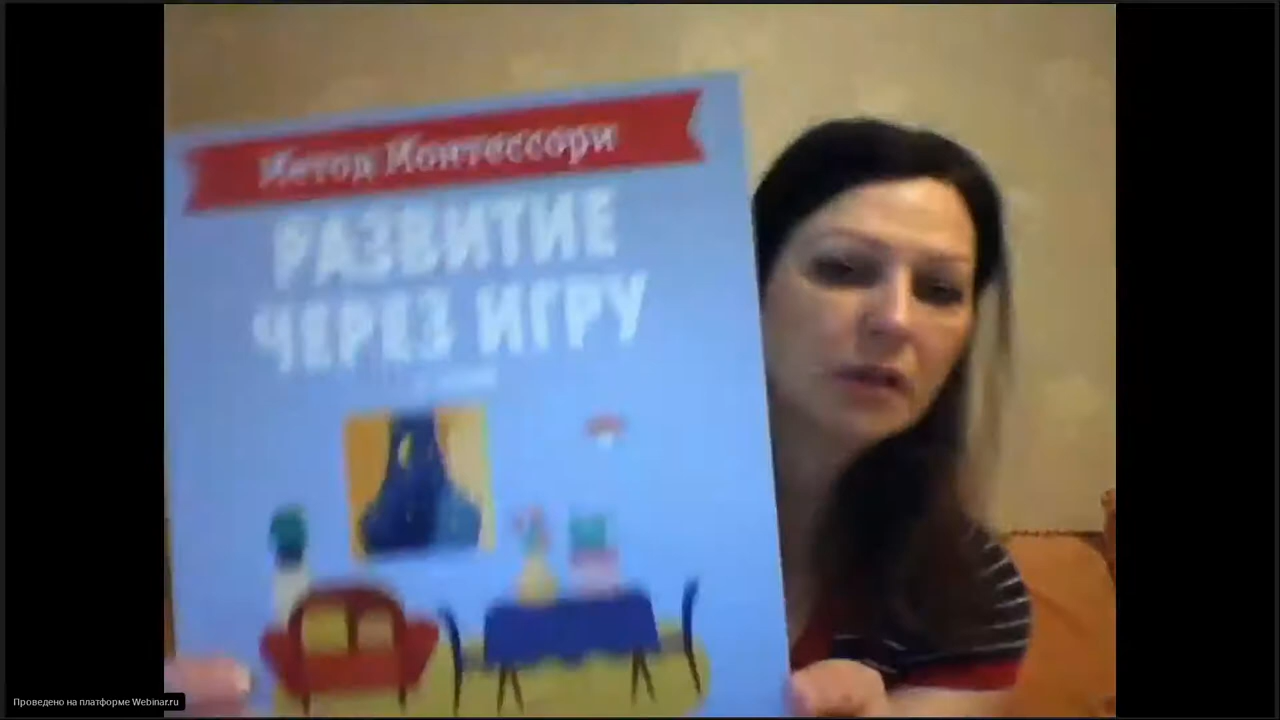 Метод Монтессори
РАЗВИТИЕ
ЧЕРЕЗ ИГРУ
Проведено на платформе Webinar.ru